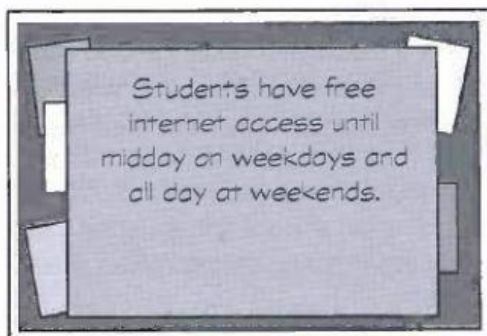 Students have free
internet access until
midday on weekdays and
all day at weekends.